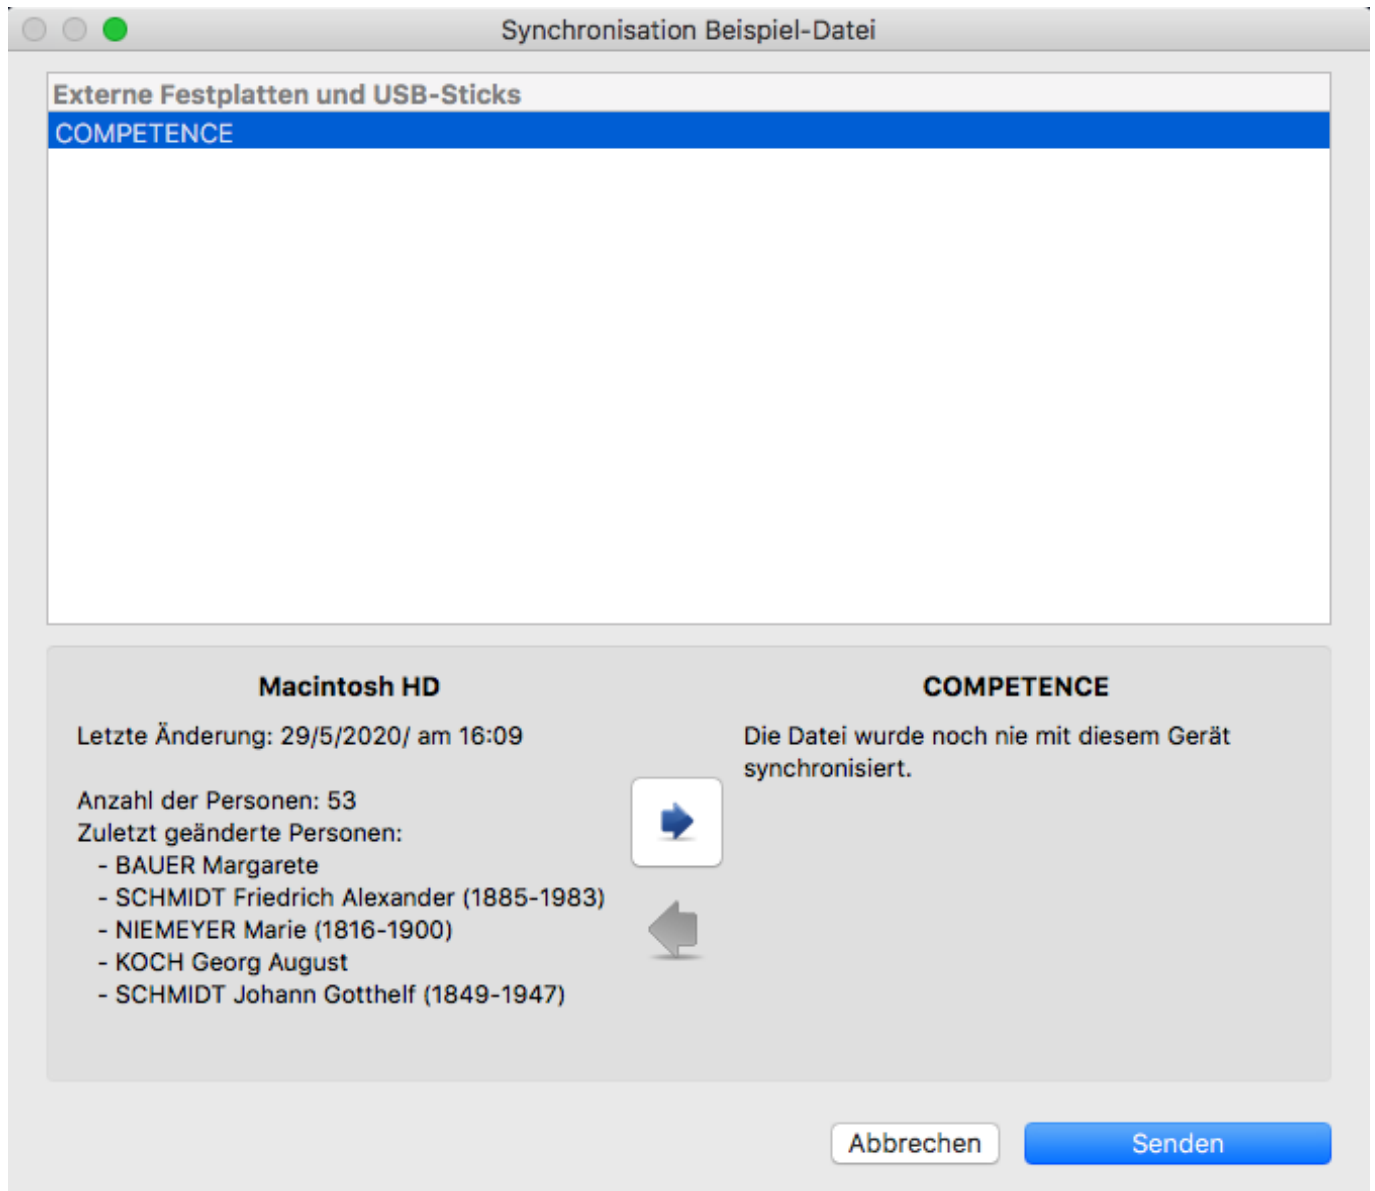 Synchronisation Beispiel-Datei
Externe Festplatten und USB-Sticks
COMPETENCE
Macintosh HD
Letzte Änderung: 29/5/2020/ am 16:09
Anzahl der Personen: 53
Zuletzt geänderte Personen:
- BAUER Margarete
- SCHMIDT Friedrich Alexander (1885-1983)
- NIEMEYER Marie (1816-1900)
- KOCH Georg August
- SCHMIDT Johann Gotthelf (1849-1947)
COMPETENCE
Die Datei wurde noch nie mit diesem Gerät
synchronisiert.
Abbrechen
Senden